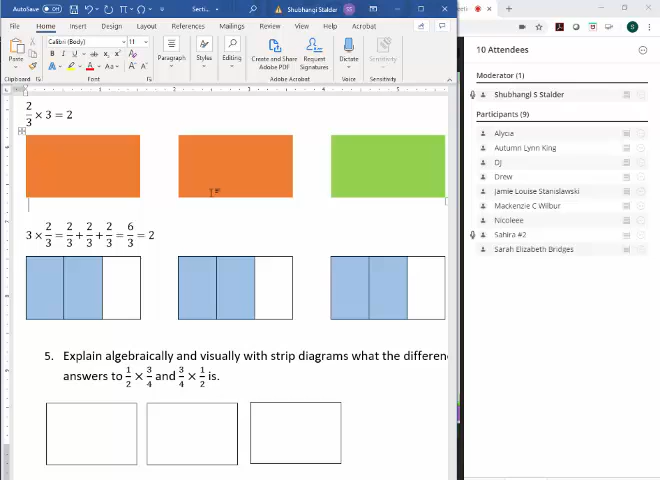 AutoSave Off Secti... Shubhangi Stalder
File Home Insert Design Layout References Mailings Review View Help Acrobat
Calibri (Body) 11
Paste Paragraph Styles Editing Create and Share Adobe PDF Request Signatures Dictate Sensitivity
Clipboard Font Adobe Acrobat Voice Sensitivity
2/3 × 3 = 2
3 × 2/3 = 2/3 + 2/3 + 2/3 = 6/3 = 2
5. Explain algebraically and visually with strip diagrams what the differen
answers to 1/2 × 3/4 and 3/4 × 1/2 is.
10 Attendees
Moderator (1)
Shubhangi S Stalder
Participants (9)
Alycia
Autumn Lynn King
DJ
Drew
Jamie Louise Stanislawski
Mackenzie C Wilbur
Nicoleee
Sahira #2
Sarah Elizabeth Bridges